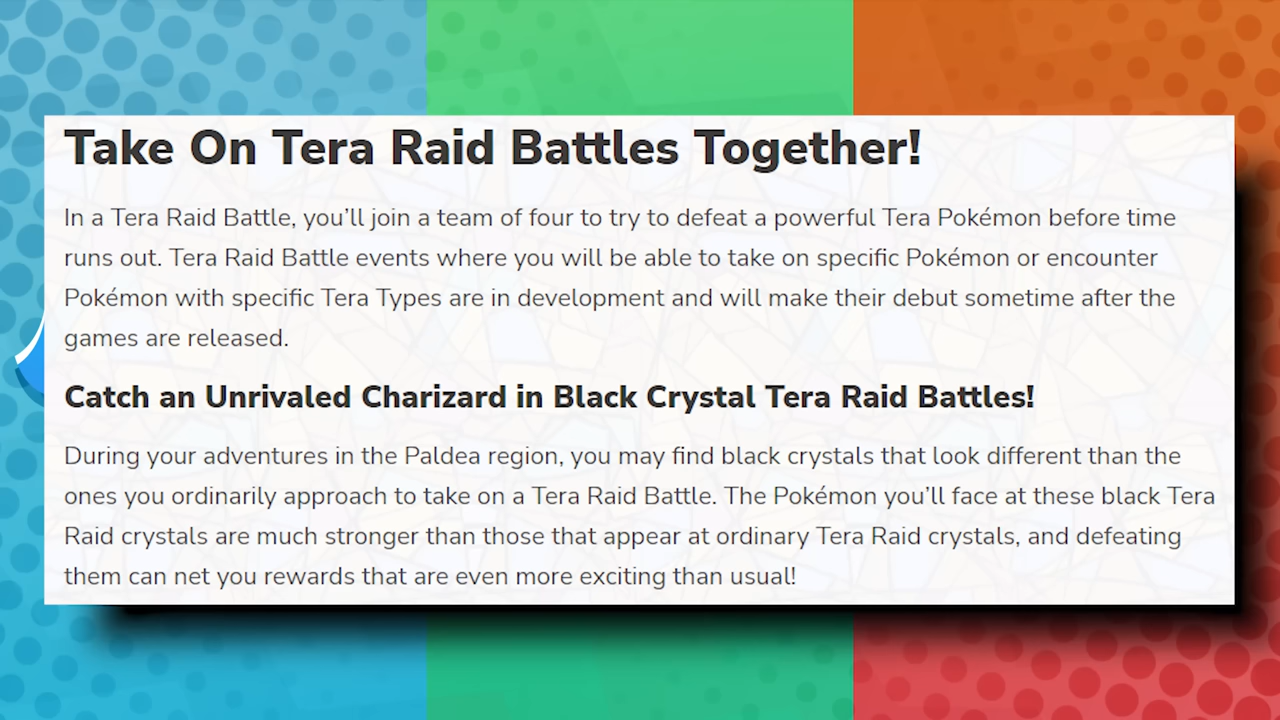 Take On Tera Raid Battles Together!
In a Tera Raid Battle, you’ll join a team of four to try to defeat a powerful Tera Pokémon before time
runs out. Tera Raid Battle events where you will be able to take on specific Pokémon or encounter
Pokémon with specific Tera Types are in development and will make their debut sometime after the
games are released.
Catch an Unrivaled Charizard in Black Crystal Tera Raid Battles!
During your adventures in the Paldea region, you may find black crystals that look different than the
ones you ordinarily approach to take on a Tera Raid Battle. The Pokémon you’ll face at these black Tera
Raid crystals are much stronger than those that appear at ordinary Tera Raid crystals, and defeating
them can net you rewards that are even more exciting than usual!